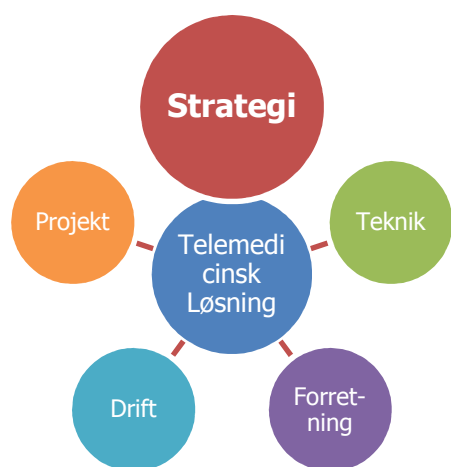 Strategi
Projekt
Teknik
Telemedi
cinsk
Løsning
Drift
Forret-
ning